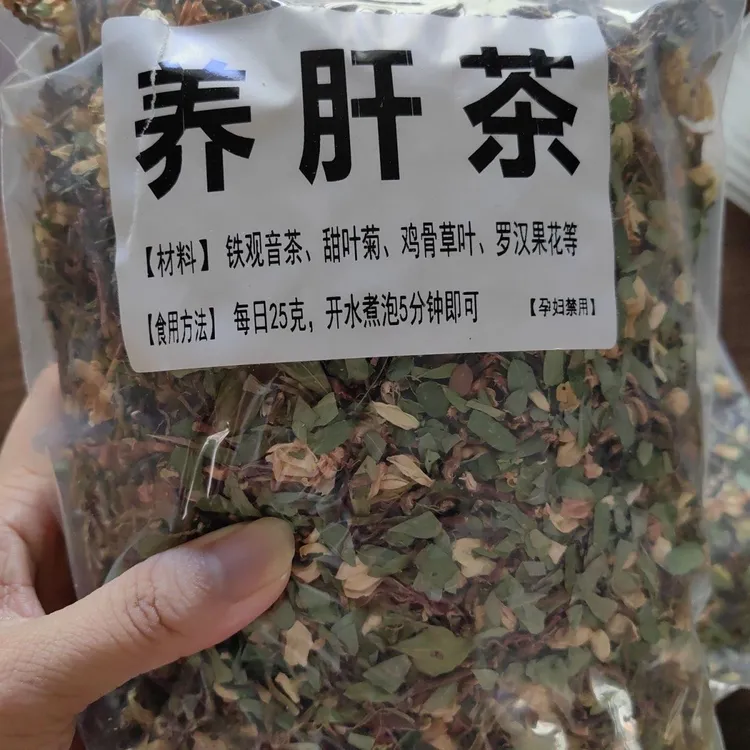 养肝茶
【材料】 铁观音茶、甜叶菊、鸡骨草叶、罗汉果花等
【食用方法】 每日25克，开水煮泡5分钟即可 【孕妇禁用】